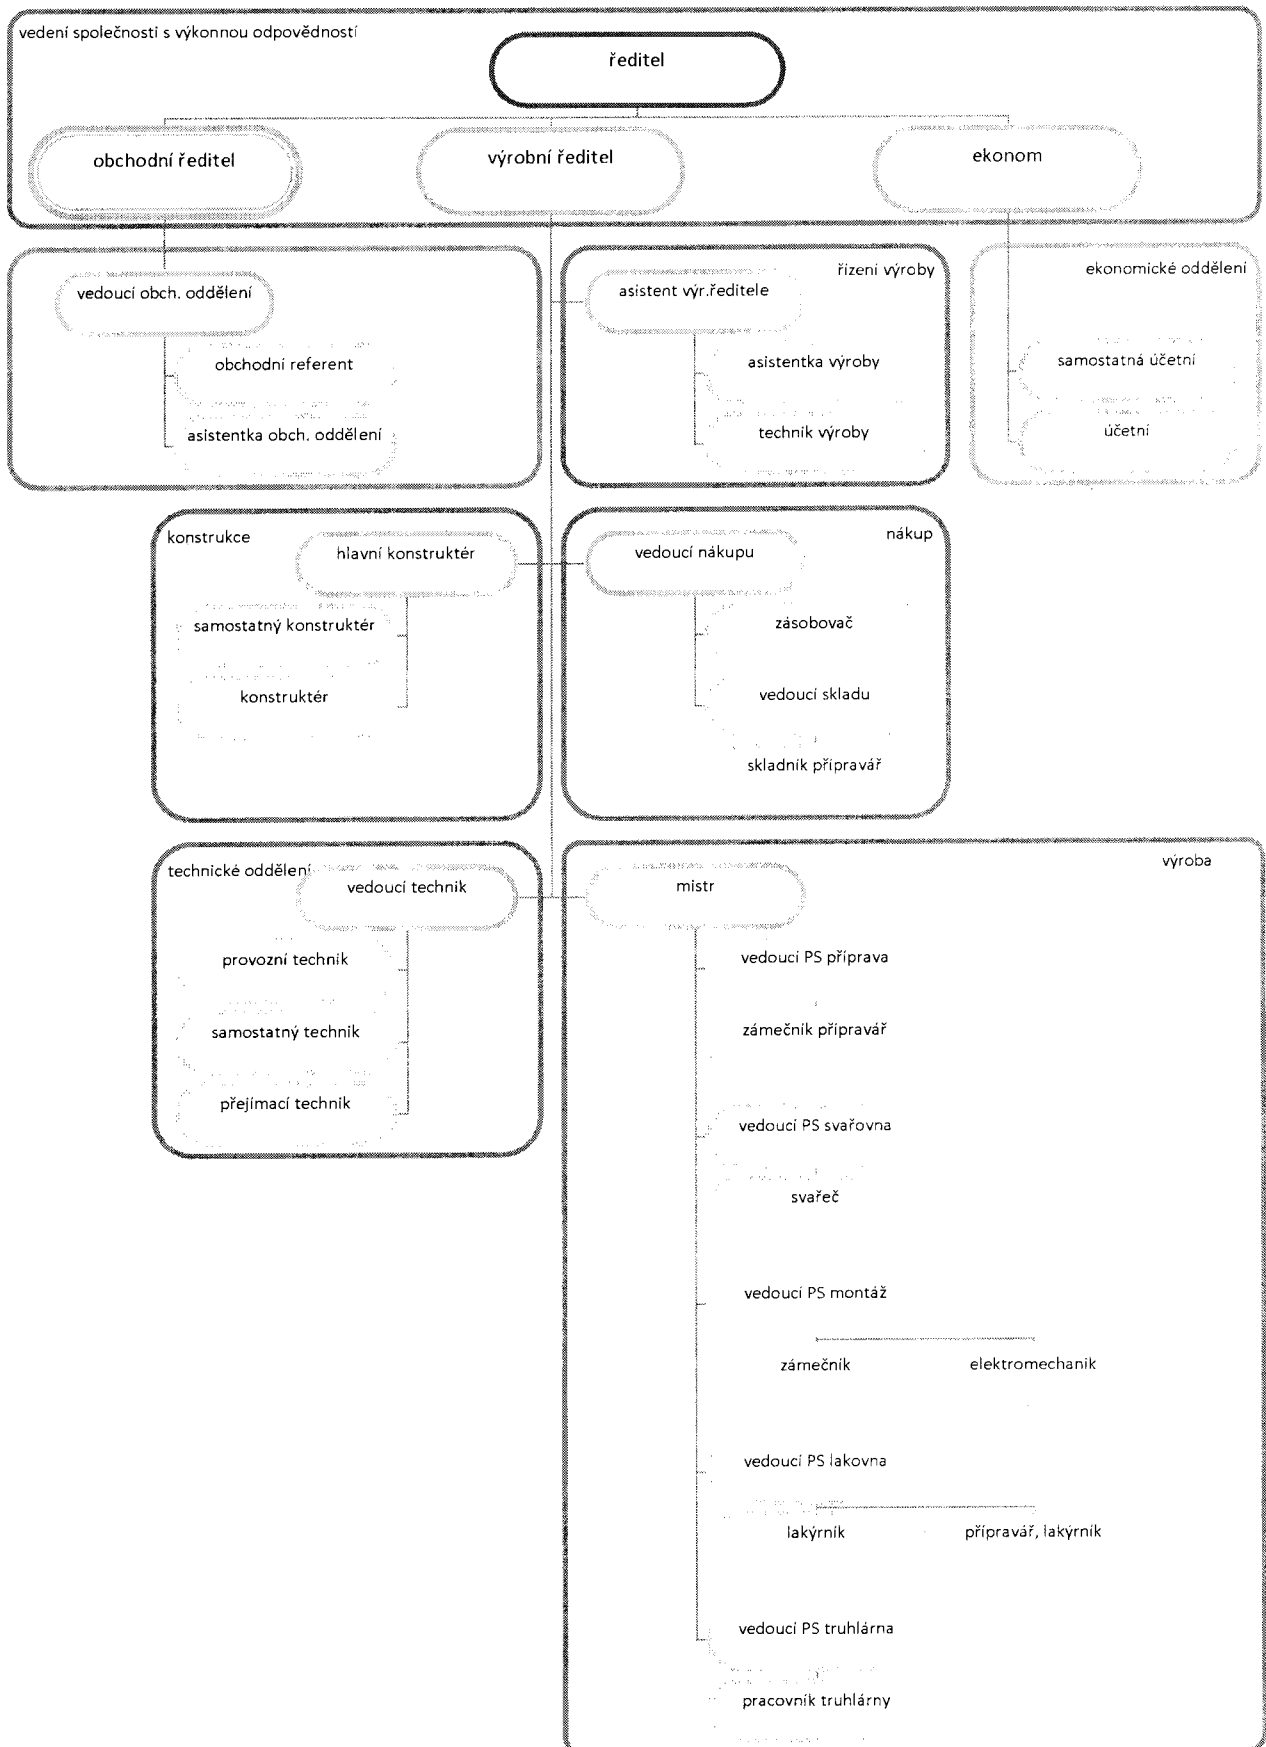 vedení společnosti s výkonnou odpovědností
ředitel
obchodní ředitel
výrobní ředitel
ekonom
vedoucí obch. oddělení
obchodní referent
asistentka obch. oddělení
řízení výroby
asistent výr.ředitele
asistentka výroby
technik výroby
ekonomické oddělení
samostatná účetní
účetní
konstrukce
hlavní konstruktér
samostatný konstruktér
konstruktér
nákup
vedoucí nákupu
zásobovač
vedoucí skladu
skladník přípravář
technické oddělení
vedoucí technik
provozní technik
samostatný technik
přejímací technik
výroba
mistr
vedoucí PS příprava
zámečník přípravář
vedoucí PS svařovna
svařeč
vedoucí PS montáž
zámečník
elektromechanik
vedoucí PS lakovna
lakýrník
přípravář, lakýrník
vedoucí PS truhlárna
pracovník truhlárny